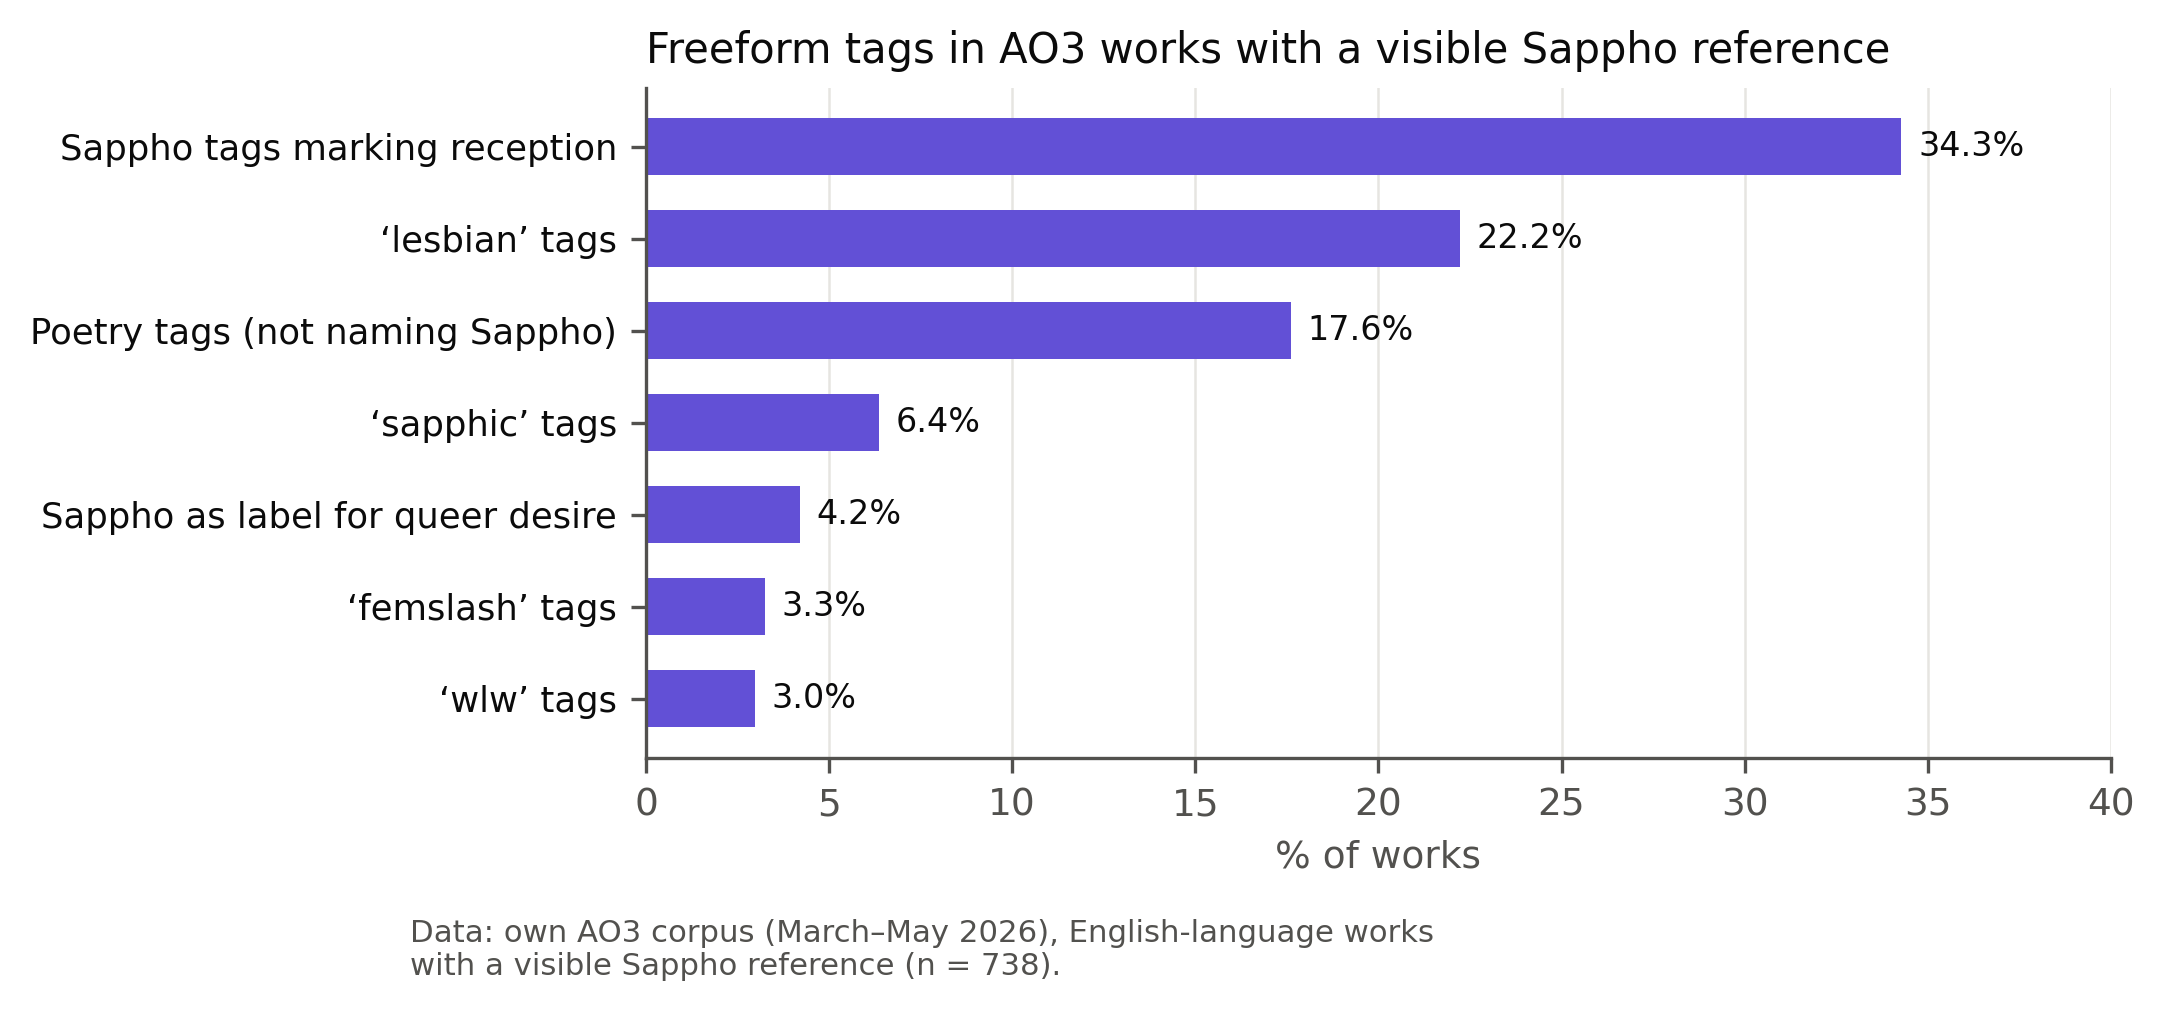 Freeform tags in AO3 works with a visible Sappho reference
Sappho tags marking reception
34.3%
‘lesbian’ tags
22.2%
Poetry tags (not naming Sappho)
17.6%
‘sapphic’ tags
6.4%
Sappho as label for queer desire
4.2%
‘femslash’ tags
3.3%
‘wlw’ tags
3.0%
0 5 10 15 20 25 30 35 40
% of works
Data: own AO3 corpus (March–May 2026), English-language works
with a visible Sappho reference (n = 738).